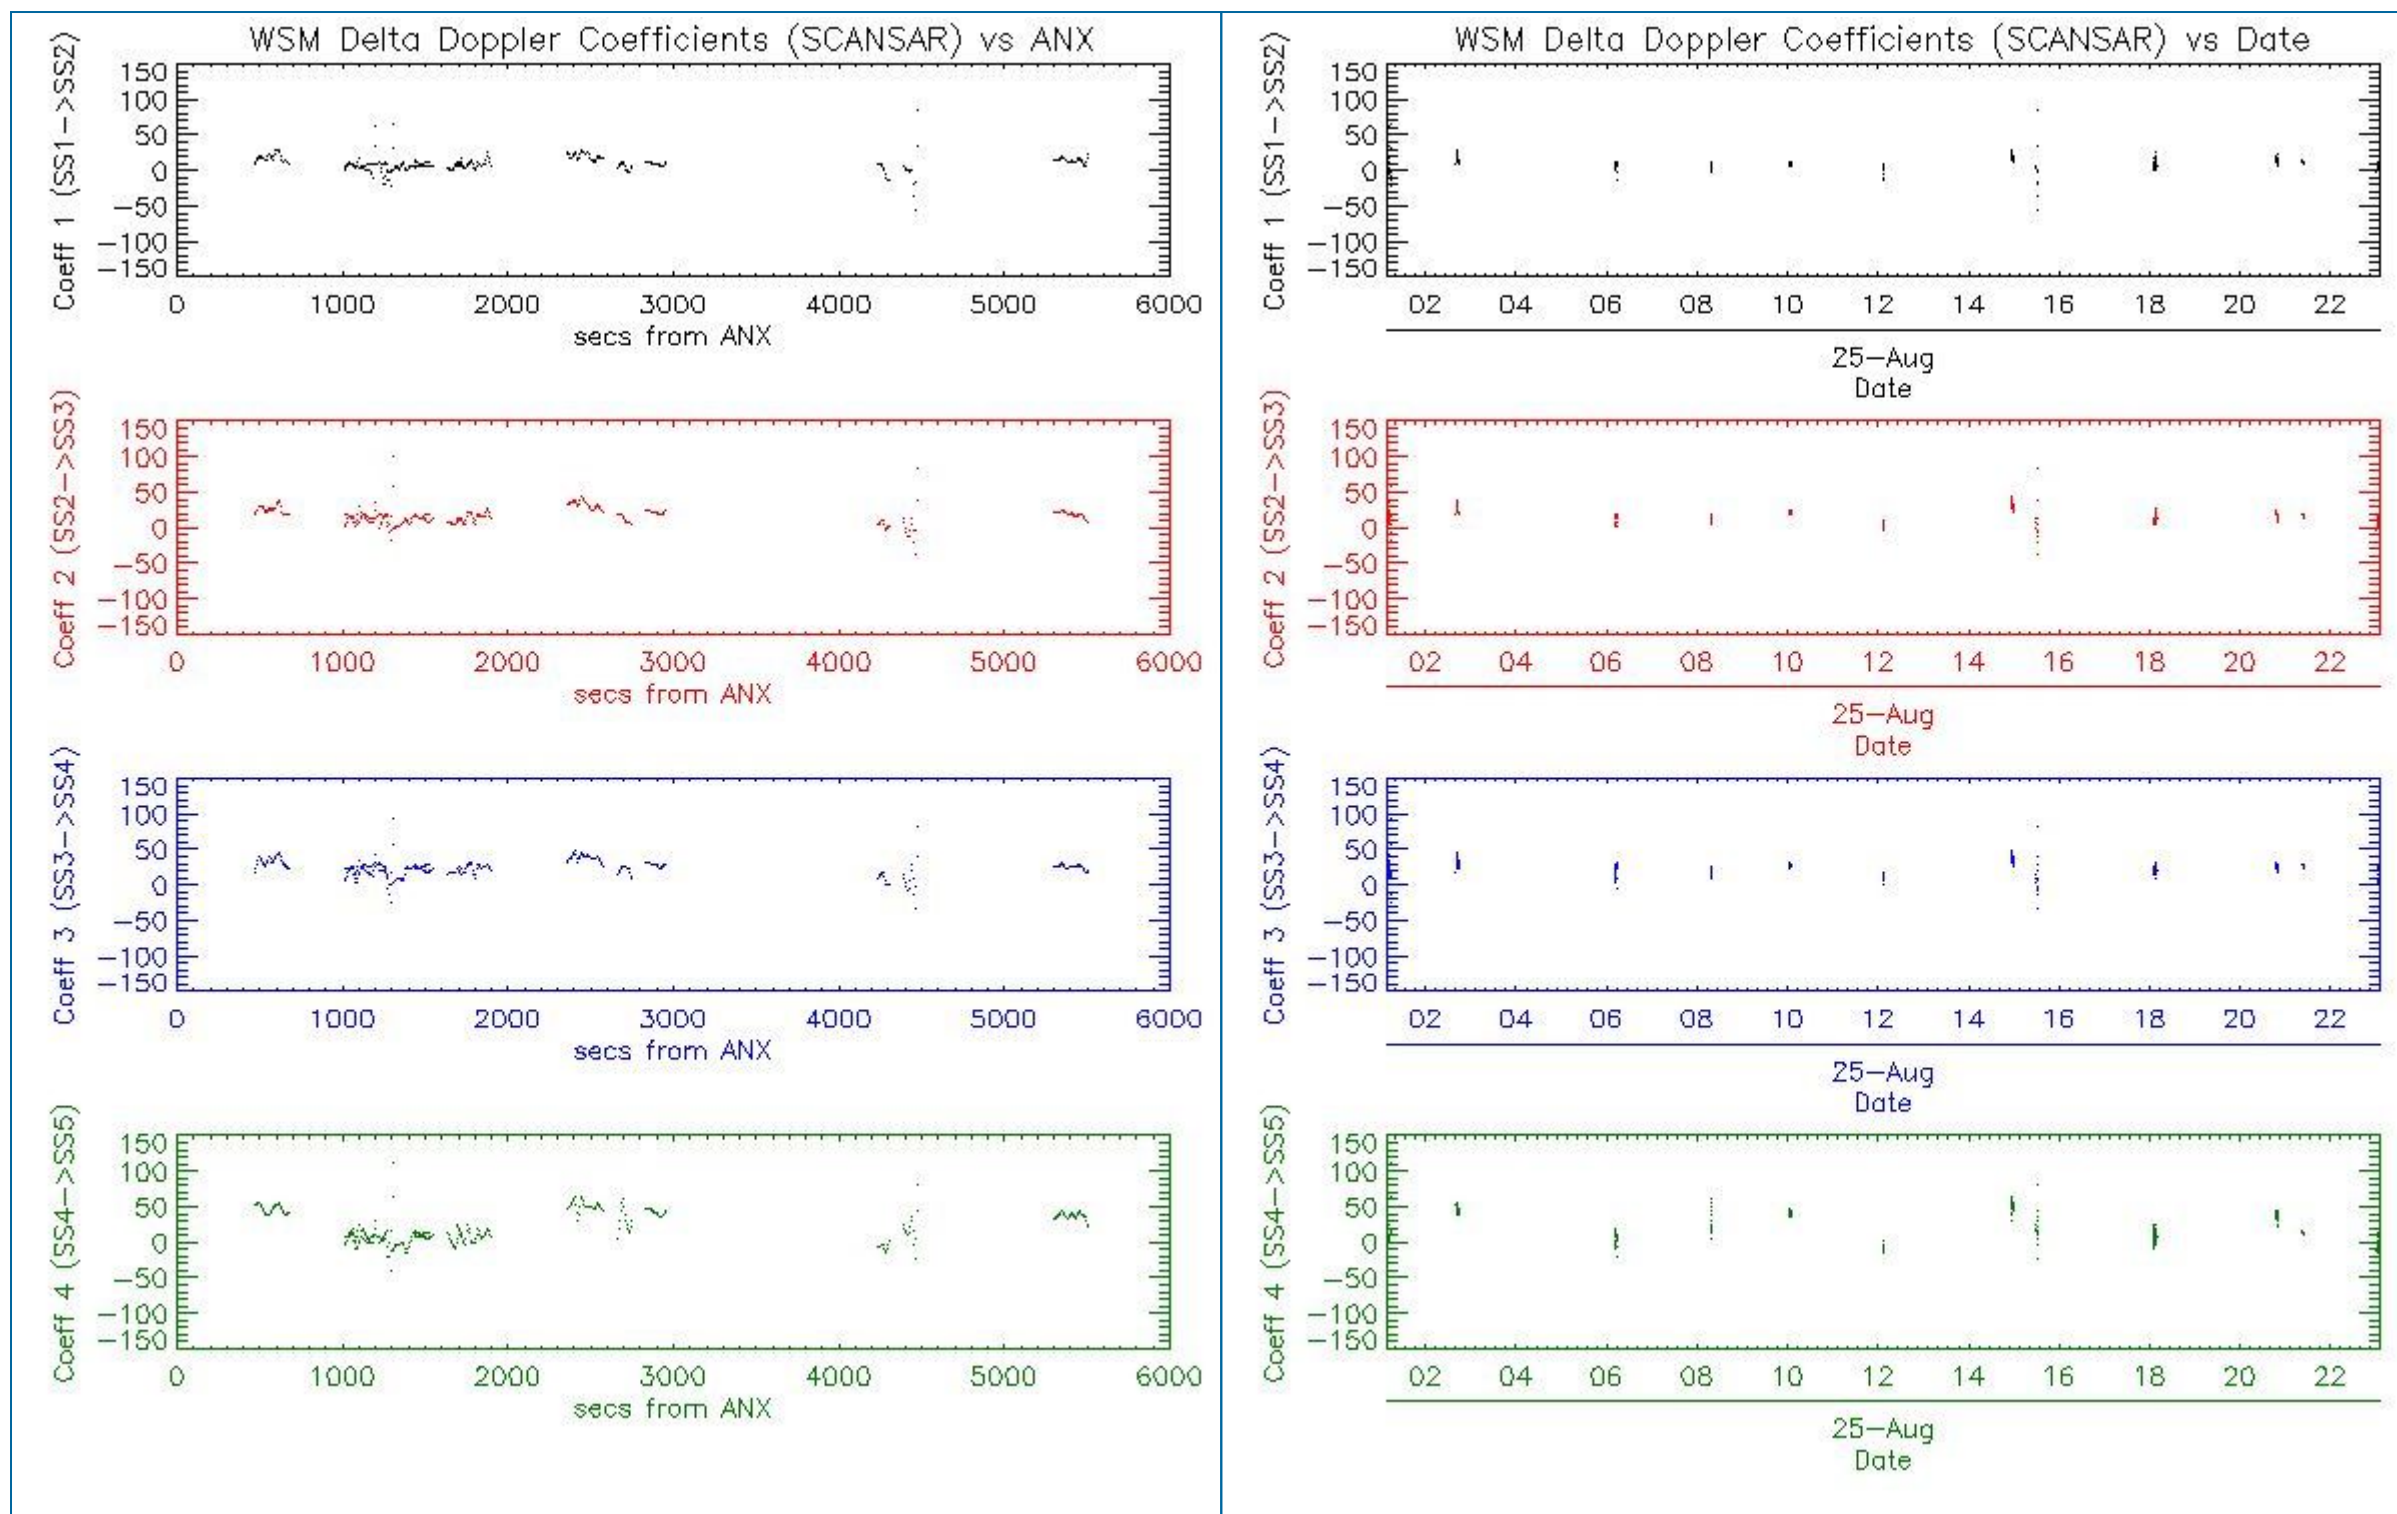 WSM Delta Doppler Coefficients (SCANSAR) vs ANX
Coeff 1 (SS1->SS2)
150
100
50
0
-50
-100
-150
0 1000 2000 3000 4000 5000 6000
secs from ANX
Coeff 2 (SS2->SS3)
150
100
50
0
-50
-100
-150
0 1000 2000 3000 4000 5000 6000
secs from ANX
Coeff 3 (SS3->SS4)
150
100
50
0
-50
-100
-150
0 1000 2000 3000 4000 5000 6000
secs from ANX
Coeff 4 (SS4->SS5)
150
100
50
0
-50
-100
-150
0 1000 2000 3000 4000 5000 6000
secs from ANX
WSM Delta Doppler Coefficients (SCANSAR) vs Date
Coeff 1 (SS1->SS2)
150
100
50
0
-50
-100
-150
02 04 06 08 10 12 14 16 18 20 22
25-Aug
Date
Coeff 2 (SS2->SS3)
150
100
50
0
-50
-100
-150
02 04 06 08 10 12 14 16 18 20 22
25-Aug
Date
Coeff 3 (SS3->SS4)
150
100
50
0
-50
-100
-150
02 04 06 08 10 12 14 16 18 20 22
25-Aug
Date
Coeff 4 (SS4->SS5)
150
100
50
0
-50
-100
-150
02 04 06 08 10 12 14 16 18 20 22
25-Aug
Date